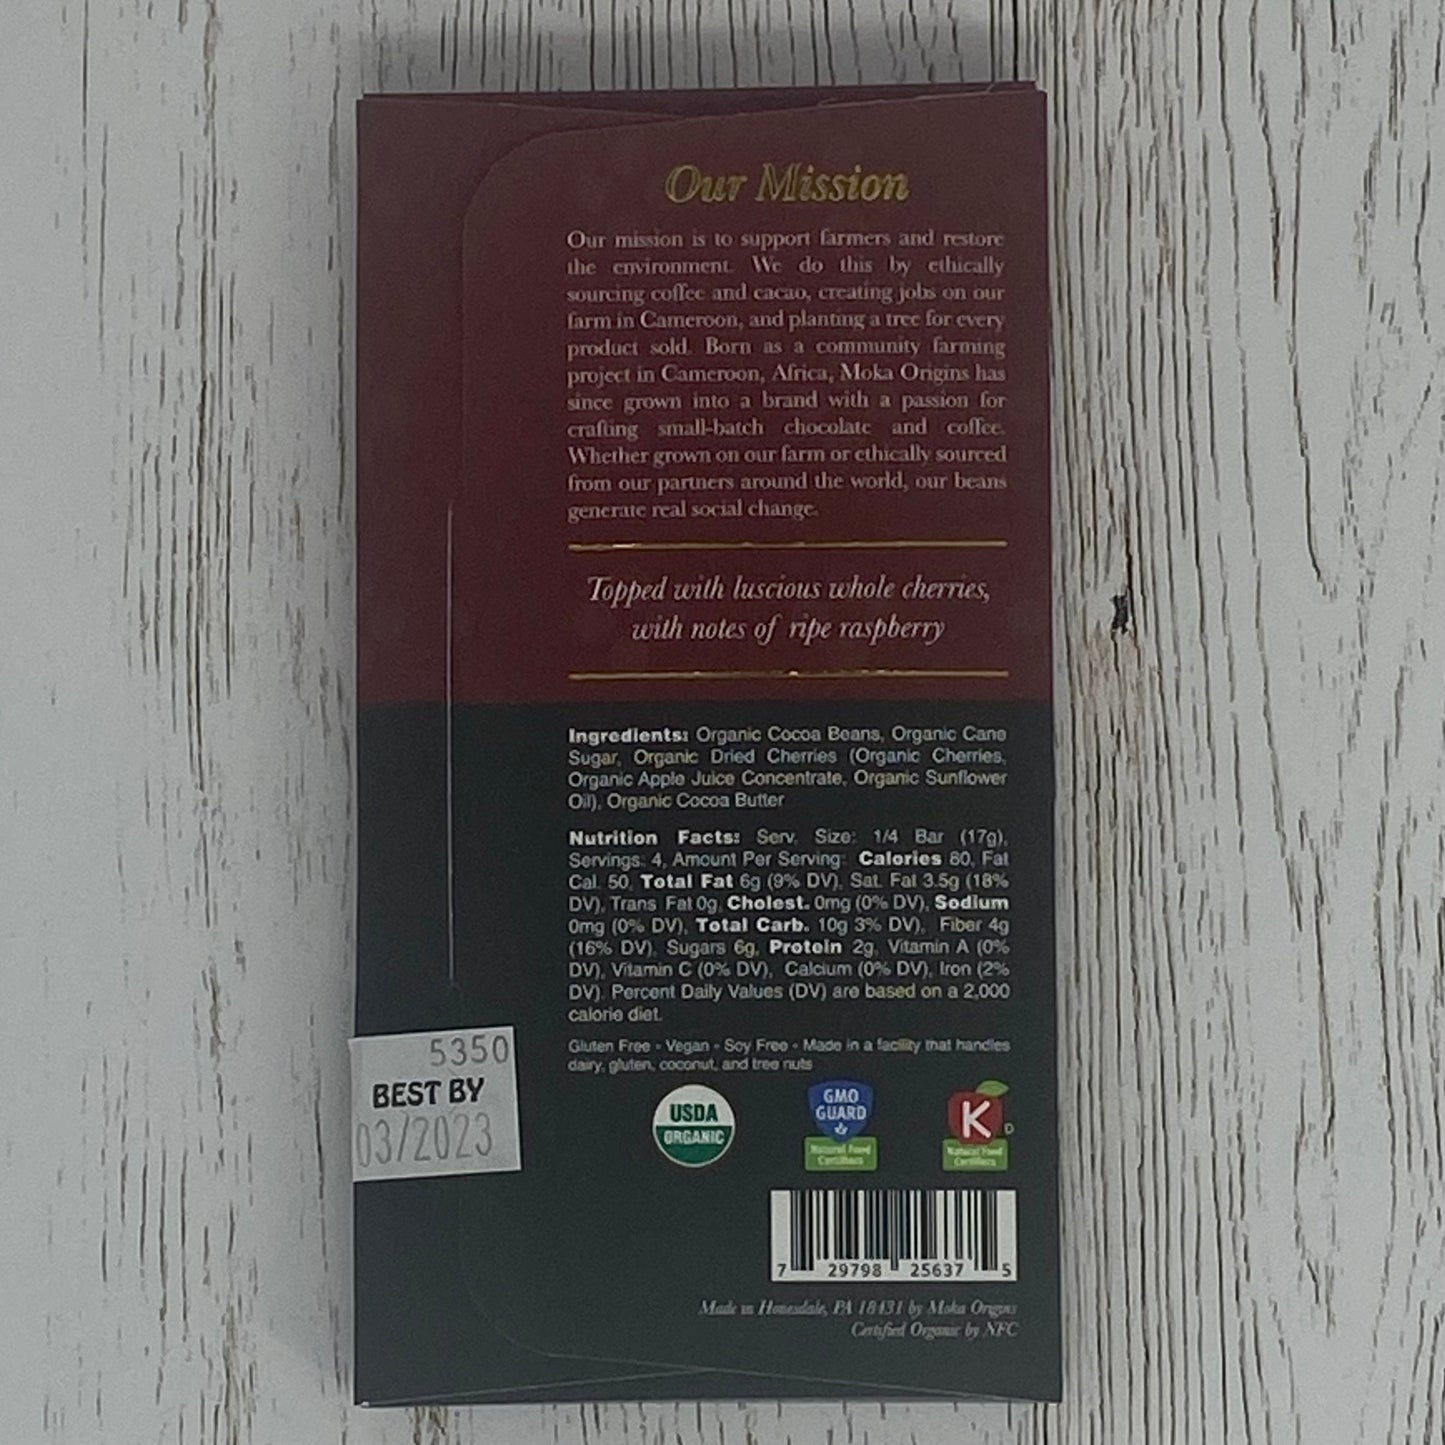 Our Mission
Our mission is to support farmers and restore
the environment. We do this by ethically
sourcing coffee and cacao, creating jobs on our
farm in Cameroon, and planting a tree for every
product sold. Born as a community farming
project in Cameroon, Africa, Moka Origins has
since grown into a brand with a passion for
crafting small-batch chocolate and coffee.
Whether grown on our farm or ethically sourced
from our partners around the world, our beans
generate real social change.
Topped with luscious whole cherries,
with notes of ripe raspberry
Ingredients: Organic Cocoa Beans, Organic Cane
Sugar, Organic Dried Cherries (Organic Cherries,
Organic Apple Juice Concentrate, Organic Sunflower
Oil), Organic Cocoa Butter
Nutrition Facts: Serv. Size: 1/4 Bar (17g),
Servings: 4, Amount Per Serving: Calories 80, Fat
Cal. 50, Total Fat 6g (9% DV), Sat. Fat 3.5g (18%
DV), Trans Fat 0g, Cholest. 0mg (0% DV), Sodium
0mg (0% DV), Total Carb. 10g 3% DV), Fiber 4g
(16% DV), Sugars 6g, Protein 2g, Vitamin A (0%
DV), Vitamin C (0% DV), Calcium (0% DV), Iron (2%
DV). Percent Daily Values (DV) are based on a 2,000
calorie diet.
Gluten Free - Vegan - Soy Free - Made in a facility that handles
dairy, gluten, coconut, and tree nuts
5350
BEST BY
03/2023
USDA
ORGANIC
GMO
GUARD
Natural Food
Certifiers
K D
Natural Food
Certifiers
7 29798 25637 5
Made in Honesdale, PA 18431 by Moka Origins
Certified Organic by NFC